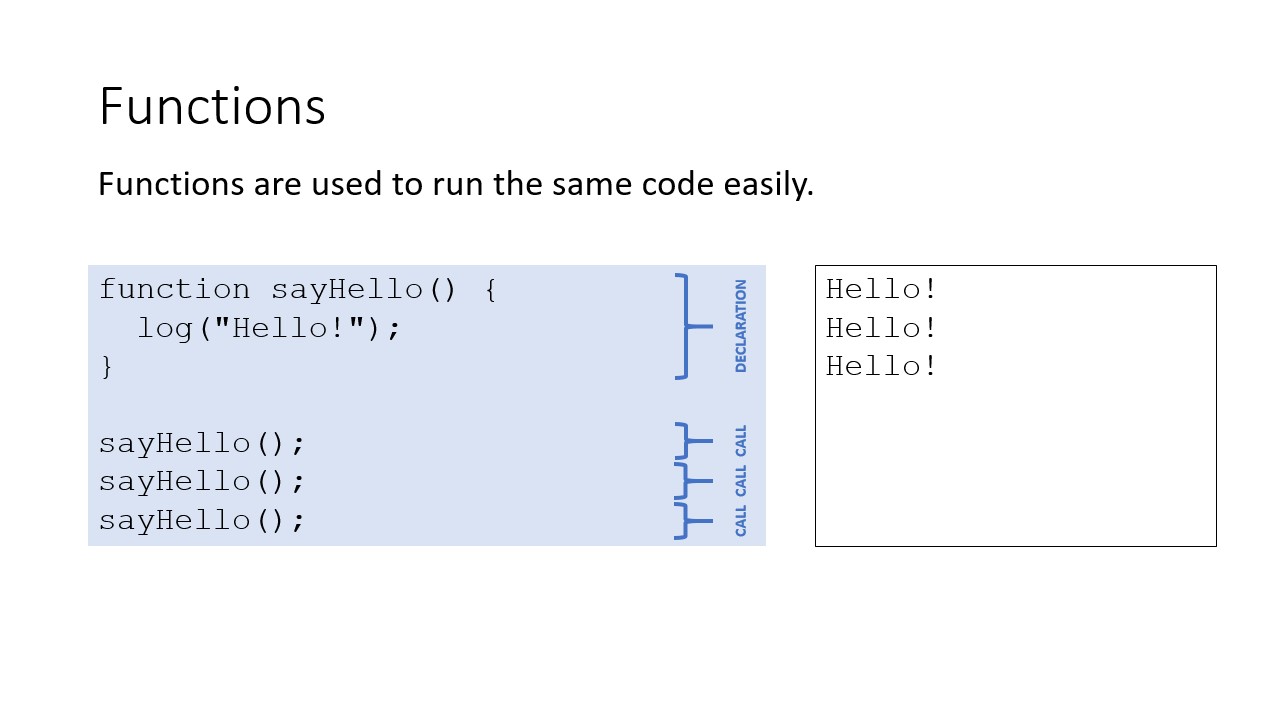 Functions
Functions are used to run the same code easily.
function sayHello() {
  log("Hello!");
}
DECLARATION
sayHello();
CALL
sayHello();
CALL
sayHello();
CALL
Hello!
Hello!
Hello!